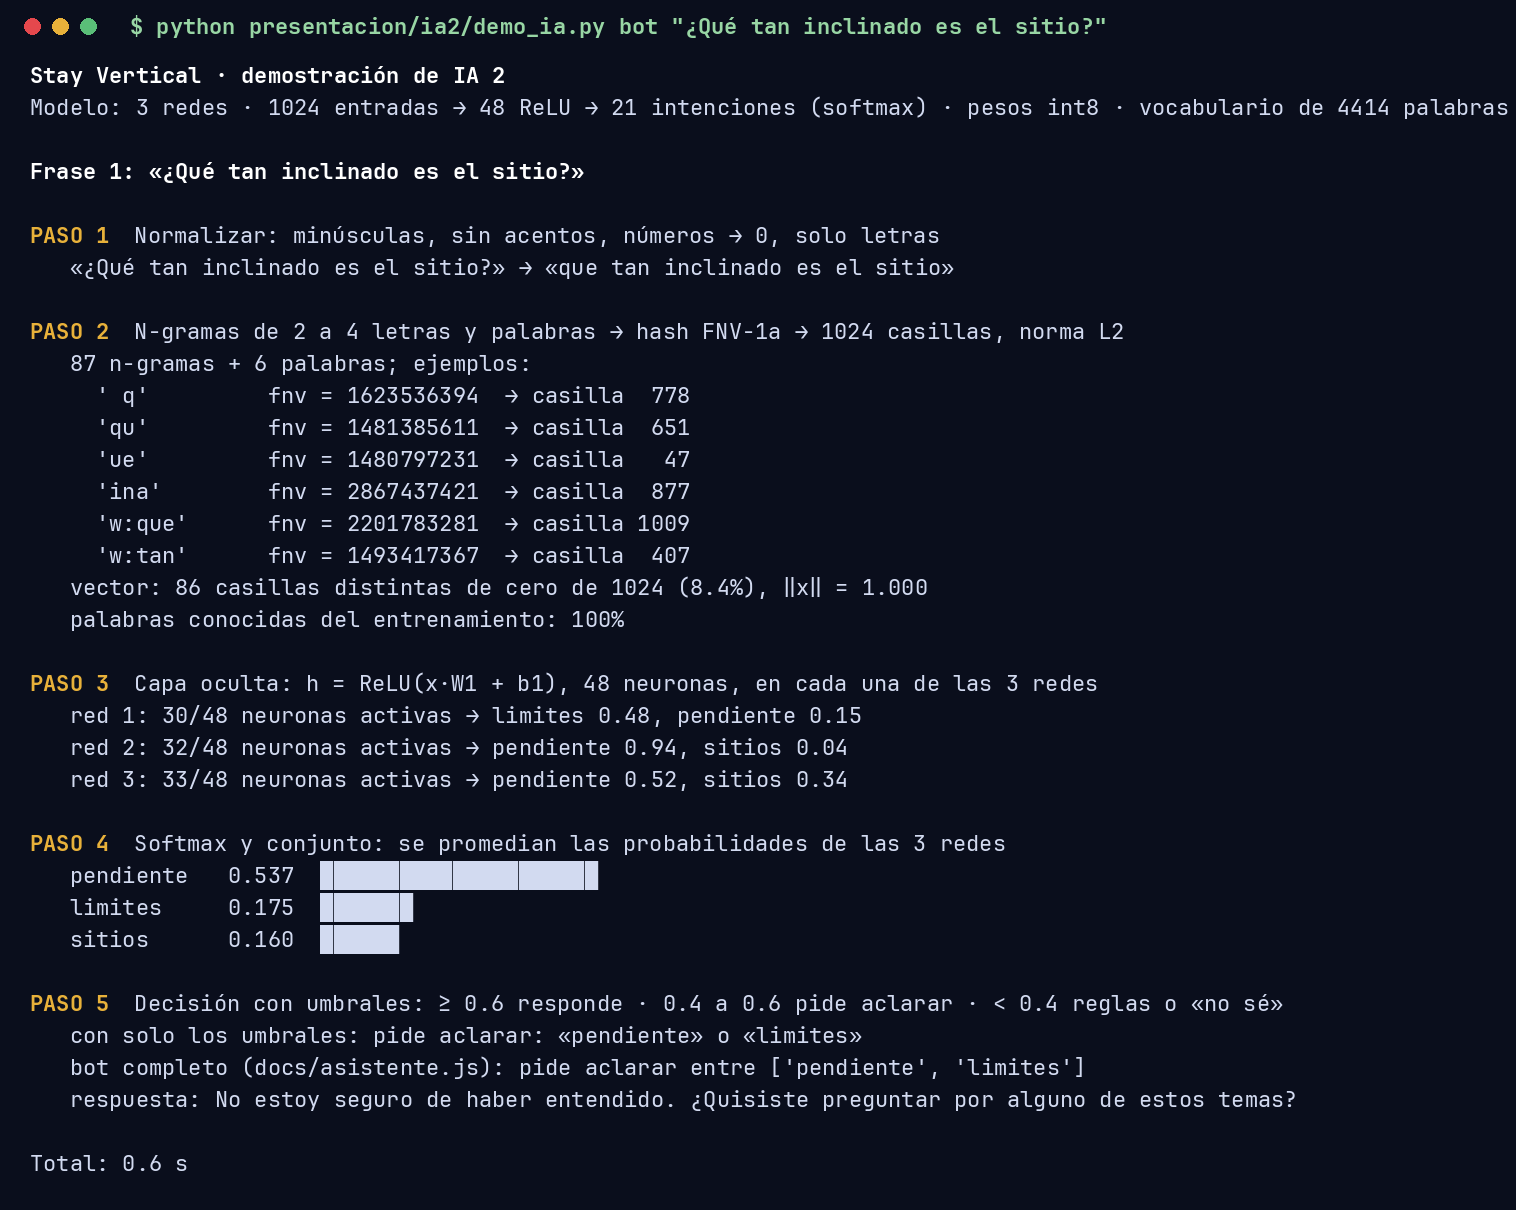 $ python presentacion/ia2/demo_ia.py bot "¿Qué tan inclinado es el sitio?"
Stay Vertical · demostración de IA 2
Modelo: 3 redes · 1024 entradas → 48 ReLU → 21 intenciones (softmax) · pesos int8 · vocabulario de 4414 palabras
Frase 1: «¿Qué tan inclinado es el sitio?»
PASO 1  Normalizar: minúsculas, sin acentos, números → 0, solo letras
«¿Qué tan inclinado es el sitio?» → «que tan inclinado es el sitio»
PASO 2  N-gramas de 2 a 4 letras y palabras → hash FNV-1a → 1024 casillas, norma L2
87 n-gramas + 6 palabras; ejemplos:
' q'         fnv = 1623536394  → casilla  778
'qu'         fnv = 1481385611  → casilla  651
'ue'         fnv = 1480797231  → casilla   47
'ina'        fnv = 2867437421  → casilla  877
'w:que'      fnv = 2201783281  → casilla 1009
'w:tan'      fnv = 1493417367  → casilla  407
vector: 86 casillas distintas de cero de 1024 (8.4%), ‖x‖ = 1.000
palabras conocidas del entrenamiento: 100%
PASO 3  Capa oculta: h = ReLU(x·W1 + b1), 48 neuronas, en cada una de las 3 redes
red 1: 30/48 neuronas activas → limites 0.48, pendiente 0.15
red 2: 32/48 neuronas activas → pendiente 0.94, sitios 0.04
red 3: 33/48 neuronas activas → pendiente 0.52, sitios 0.34
PASO 4  Softmax y conjunto: se promedian las probabilidades de las 3 redes
pendiente   0.537
limites     0.175
sitios      0.160
PASO 5  Decisión con umbrales: ≥ 0.6 responde · 0.4 a 0.6 pide aclarar · < 0.4 reglas o «no sé»
con solo los umbrales: pide aclarar: «pendiente» o «limites»
bot completo (docs/asistente.js): pide aclarar entre ['pendiente', 'limites']
respuesta: No estoy seguro de haber entendido. ¿Quisiste preguntar por alguno de estos temas?
Total: 0.6 s